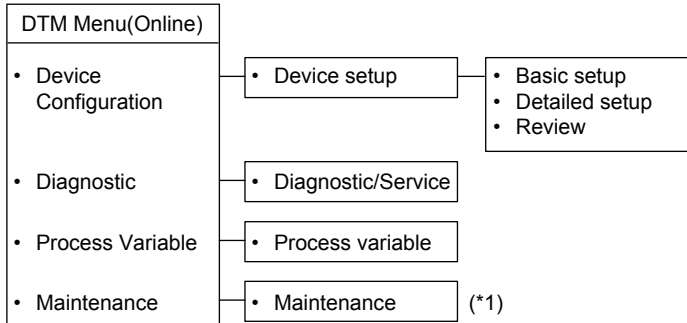 DTM Menu(Online)
• Device
Configuration
• Device setup
• Basic setup
• Detailed setup
• Review
• Diagnostic
• Diagnostic/Service
• Process Variable
• Process variable
• Maintenance
• Maintenance
(*1)